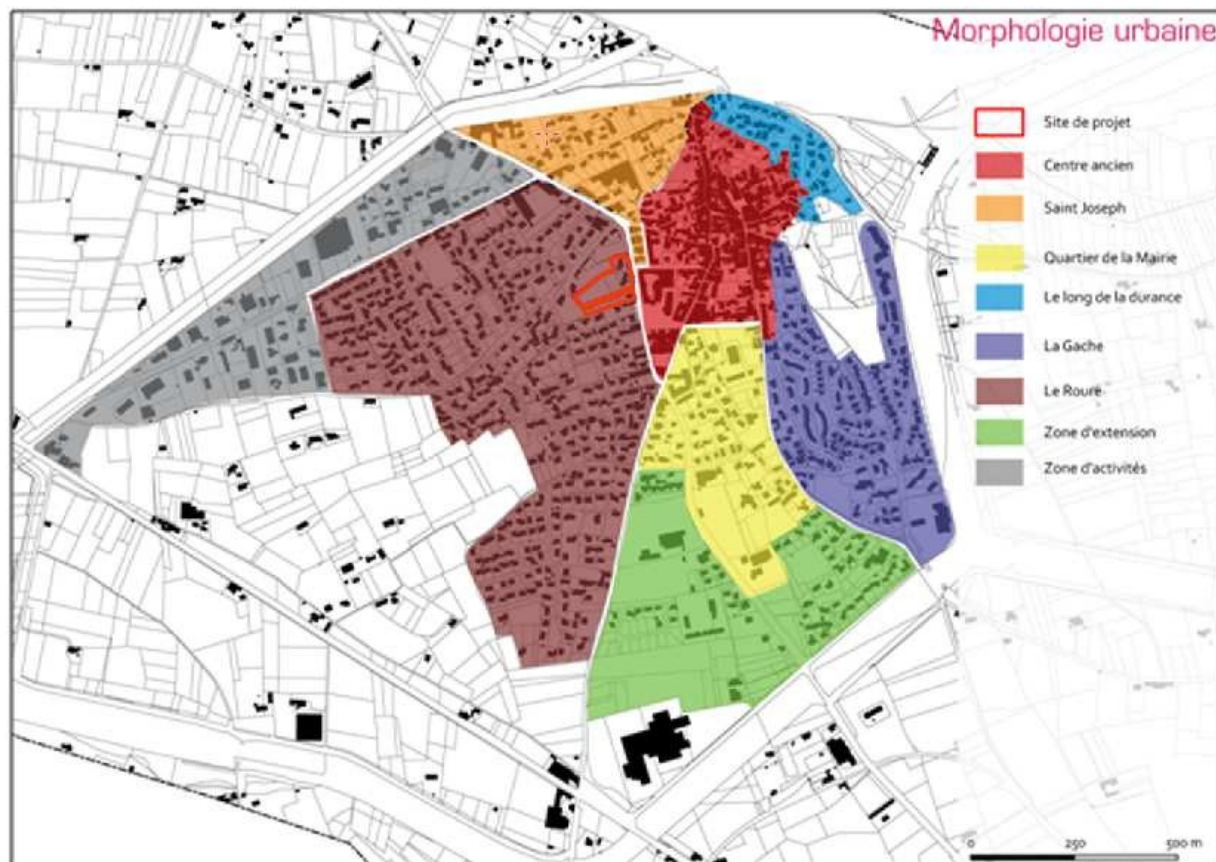 Morphologie urbaine
Site de projet
Centre ancien
Saint Joseph
Quartier de la Mairie
Le long de la durance
La Gache
Le Rouré
Zone d'extension
Zone d'activités
0 250 500 m